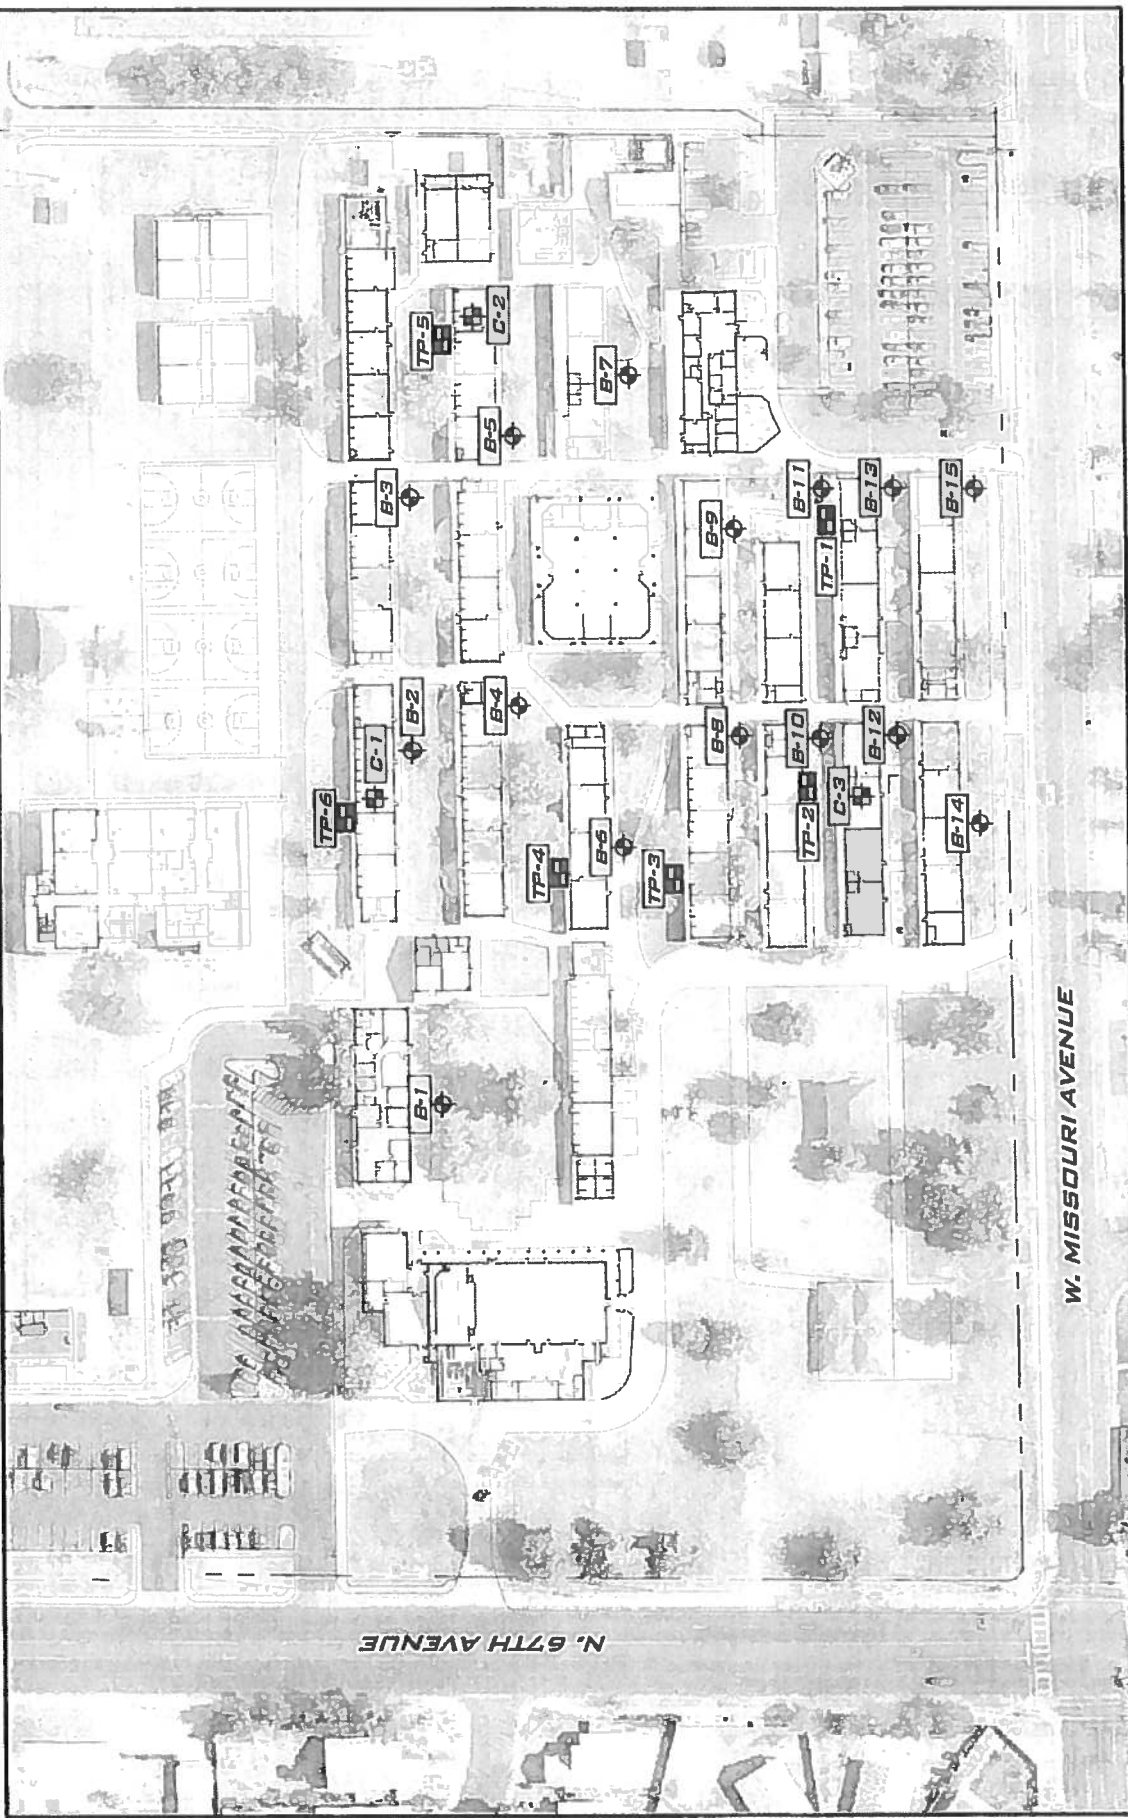 TP-5
C-2
B-7
B-5
B-3
B-11
B-13
B-15
B-9
TP-1
B-2
B-4
C-1
TP-6
B-8
B-10
B-12
TP-2
C-3
B-14
B-6
TP-4
TP-3
B-1
W. MISSOURI AVENUE
N. 67TH AVENUE